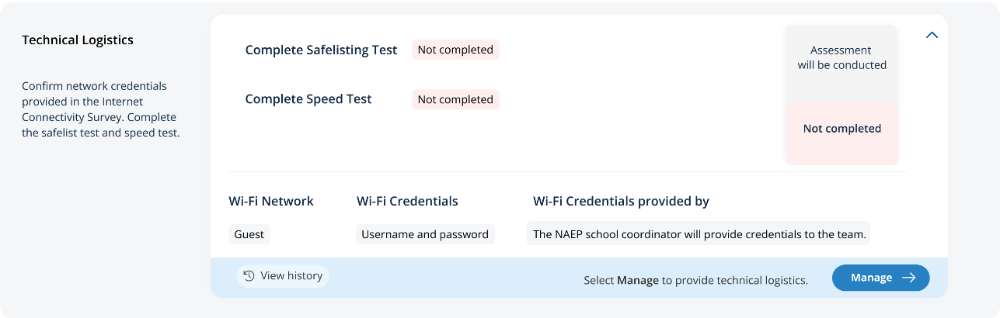 Technical Logistics
Confirm network credentials
provided in the Internet
Connectivity Survey. Complete
the safelist test and speed test.
Complete Safelisting Test Not completed
Complete Speed Test Not completed
Assessment
will be conducted
Not completed
Wi-Fi Network Wi-Fi Credentials Wi-Fi Credentials provided by
Guest Username and password The NAEP school coordinator will provide credentials to the team.
View history Select Manage to provide technical logistics. Manage